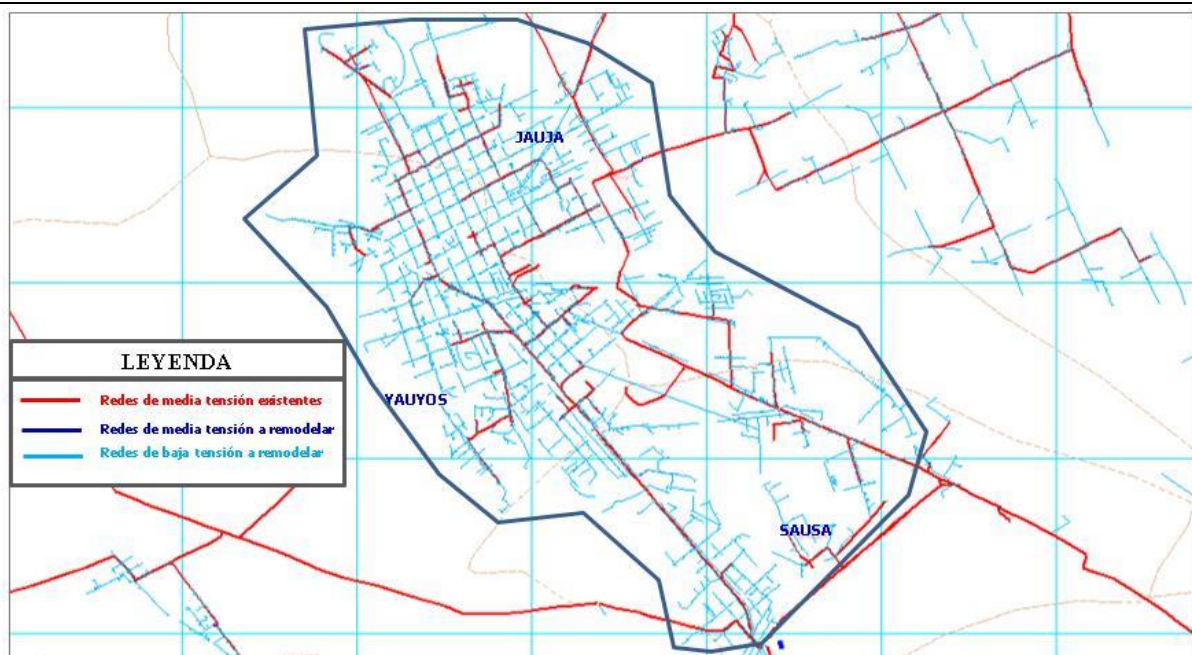 JAUJA
LEYENDA
Redes de media tensión existentes
Redes de media tensión a remodelar
Redes de baja tensión a remodelar
YAUYOS
SAUSA